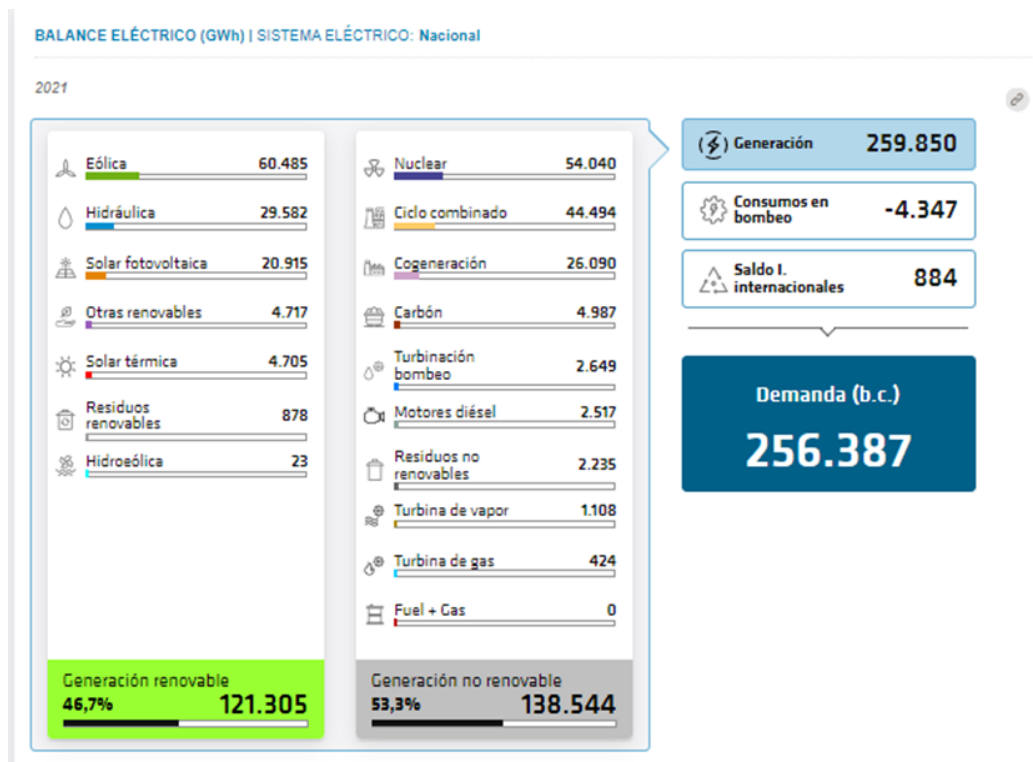 BALANCE ELÉCTRICO (GWh) | SISTEMA ELÉCTRICO: Nacional
2021
Eólica 60.485
Hidráulica 29.582
Solar fotovoltaica 20.915
Otras renovables 4.717
Solar térmica 4.705
Residuos
renovables 878
Hidroeólica 23
Generación renovable
46,7% 121.305
Nuclear 54.040
Ciclo combinado 44.494
Cogeneración 26.090
Carbón 4.987
Turbinación
bombeo 2.649
Motores diésel 2.517
Residuos no
renovables 2.235
Turbina de vapor 1.108
Turbina de gas 424
Fuel + Gas 0
Generación no renovable
53,3% 138.544
Generación 259.850
Consumos en
bombeo -4.347
Saldo I.
internacionales 884
Demanda (b.c.)
256.387